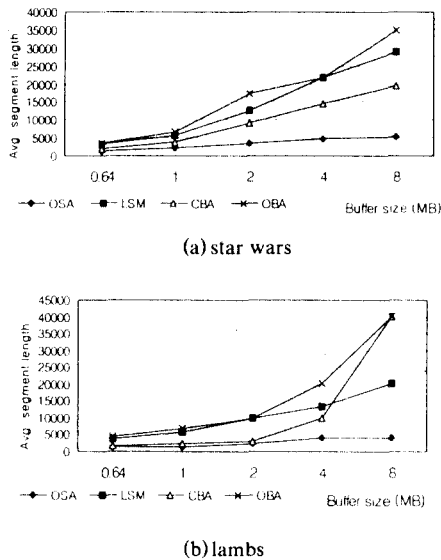 40000
35000
30000
25000
20000
15000
10000
5000
0
Avg segment length
0.64 1 2 4 8
OSA LSM CBA OBA Buffer size (MB)
(a) star wars
45000
40000
35000
30000
25000
20000
15000
10000
5000
0
Avg segment length
0.64 1 2 4 8
OSA LSM CBA OBA Buffer size (MB)
(b) lambs